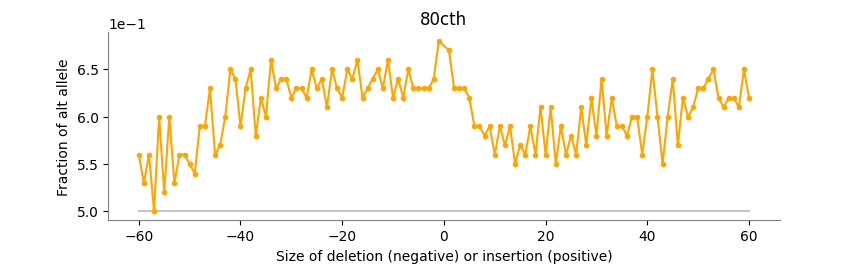 80cth
1e−1
Fraction of alt allele
6.5
6.0
5.5
5.0
−60 −40 −20 0 20 40 60
Size of deletion (negative) or insertion (positive)